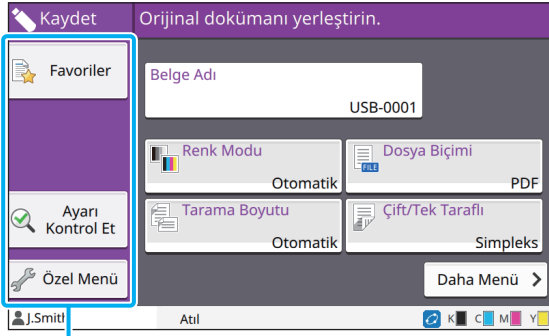 Kaydet
Orijinal dokümanı yerleştirin.
Favoriler
Ayarı
Kontrol Et
Özel Menü
Belge Adı
USB-0001
Renk Modu
Otomatik
Dosya Biçimi
FILE
PDF
Tarama Boyutu
Otomatik
Çift/Tek Taraflı
Simpleks
Daha Menü
J.Smith
Atıl
K C M Y